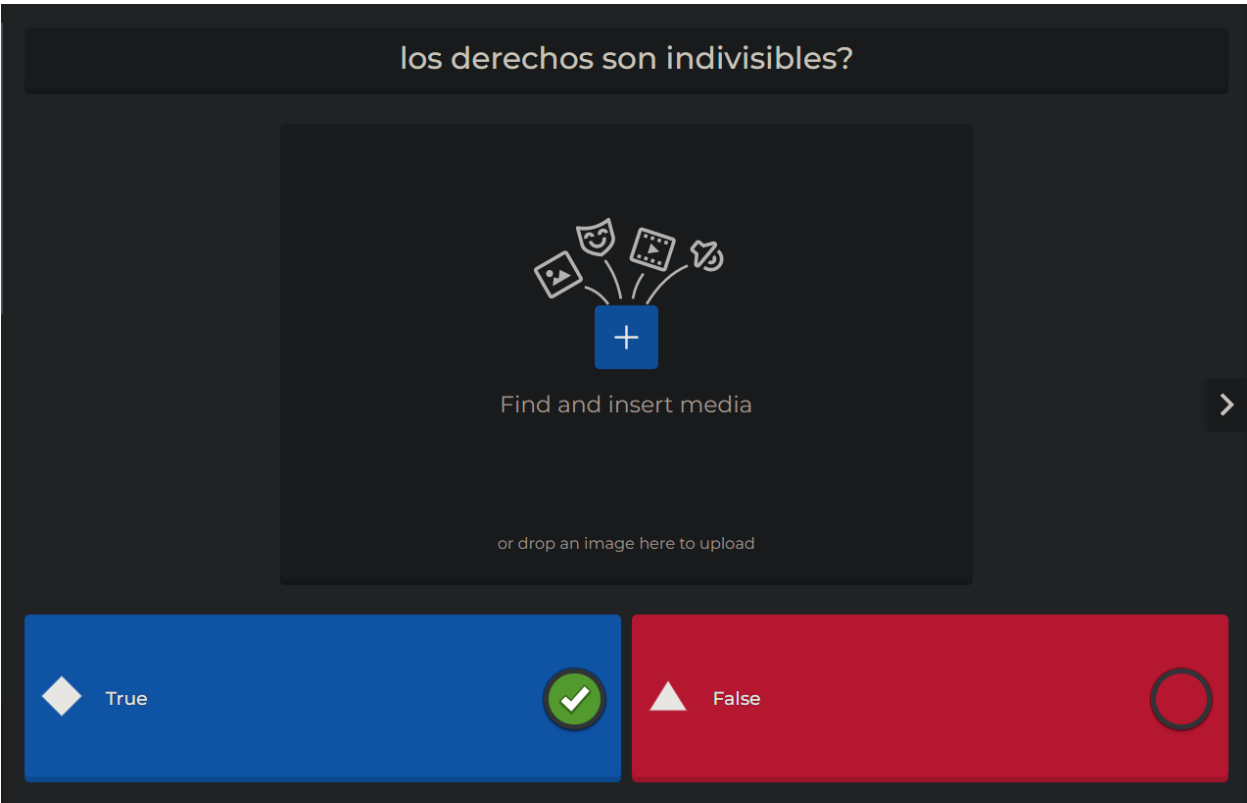 los derechos son indivisibles?
Find and insert media
or drop an image here to upload
True
False